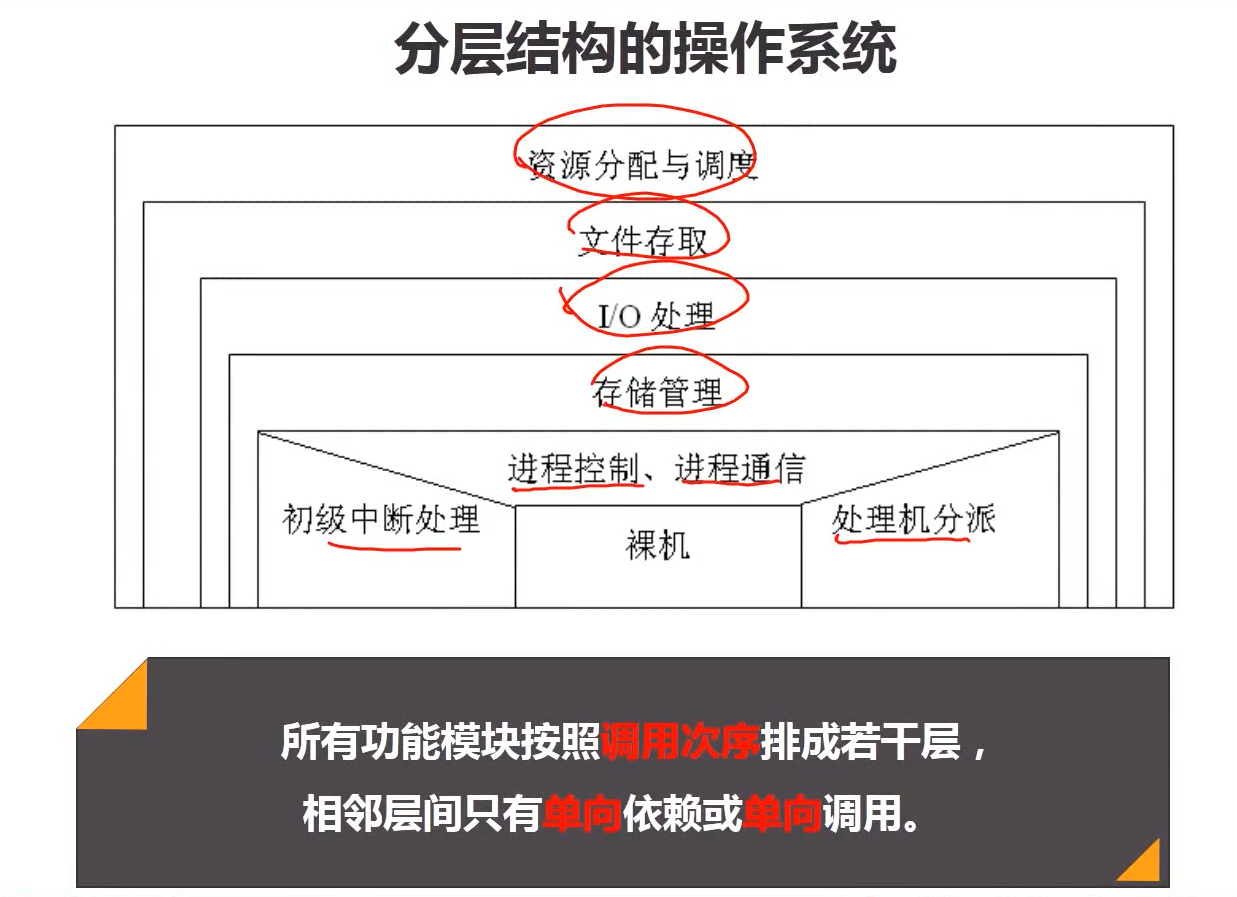 分层结构的操作系统
资源分配与调度
文件存取
I/O 处理
存储管理
进程控制、进程通信
初级中断处理
处理机分派
裸机
所有功能模块按照调用次序排成若干层，
相邻层间只有单向依赖或单向调用。